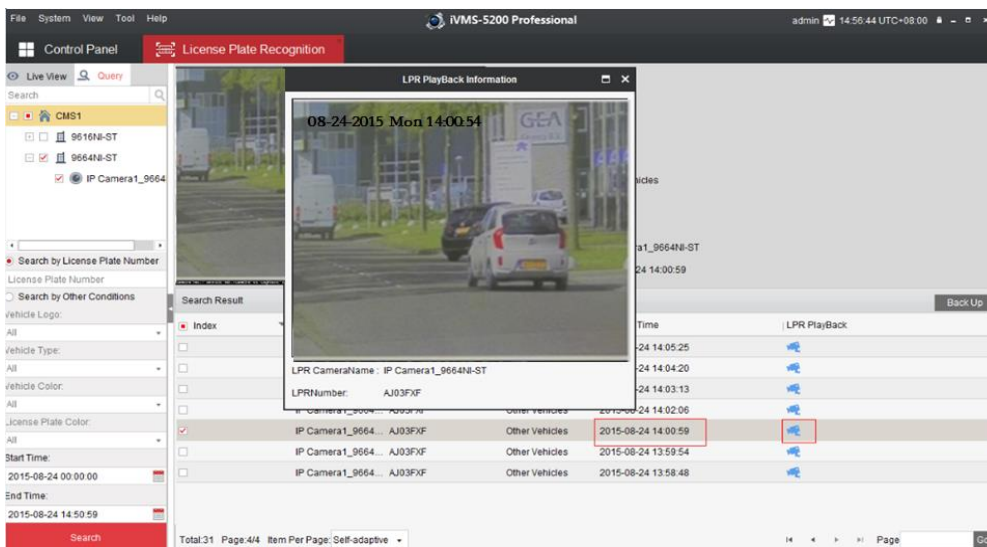 File System View Tool Help
iVMS-5200 Professional
admin 14:56:44 UTC+08:00
Control Panel
License Plate Recognition
Live View
Query
Search
CMS1
9616NI-ST
9664NI-ST
IP Camera1_9664
Search by License Plate Number
License Plate Number
Search by Other Conditions
Vehicle Logo:
All
Vehicle Type:
All
Vehicle Color:
All
License Plate Color:
All
Start Time:
2015-08-24 00:00:00
End Time:
2015-08-24 14:50:59
Search
LPR PlayBack Information
08-24-2015 Mon 14:00:54
GEA
LPR CameraName : IP Camera1_9664NI-ST
LPRNumber: AJ03FXF
hicles
ra1_9664NI-ST
24 14:00:59
Search Result
Back Up
Index
Time
LPR PlayBack
-24 14:05:25
-24 14:04:20
-24 14:03:13
2015-08-24 14:02:06
IP Camera1_9664... AJ03FXF Other Vehicles 2015-08-24 14:00:59
IP Camera1_9664... AJ03FXF Other Vehicles 2015-08-24 13:59:54
IP Camera1_9664... AJ03FXF Other Vehicles 2015-08-24 13:58:48
Total:31 Page:4/4 Item Per Page: Self-adaptive
Page
Go